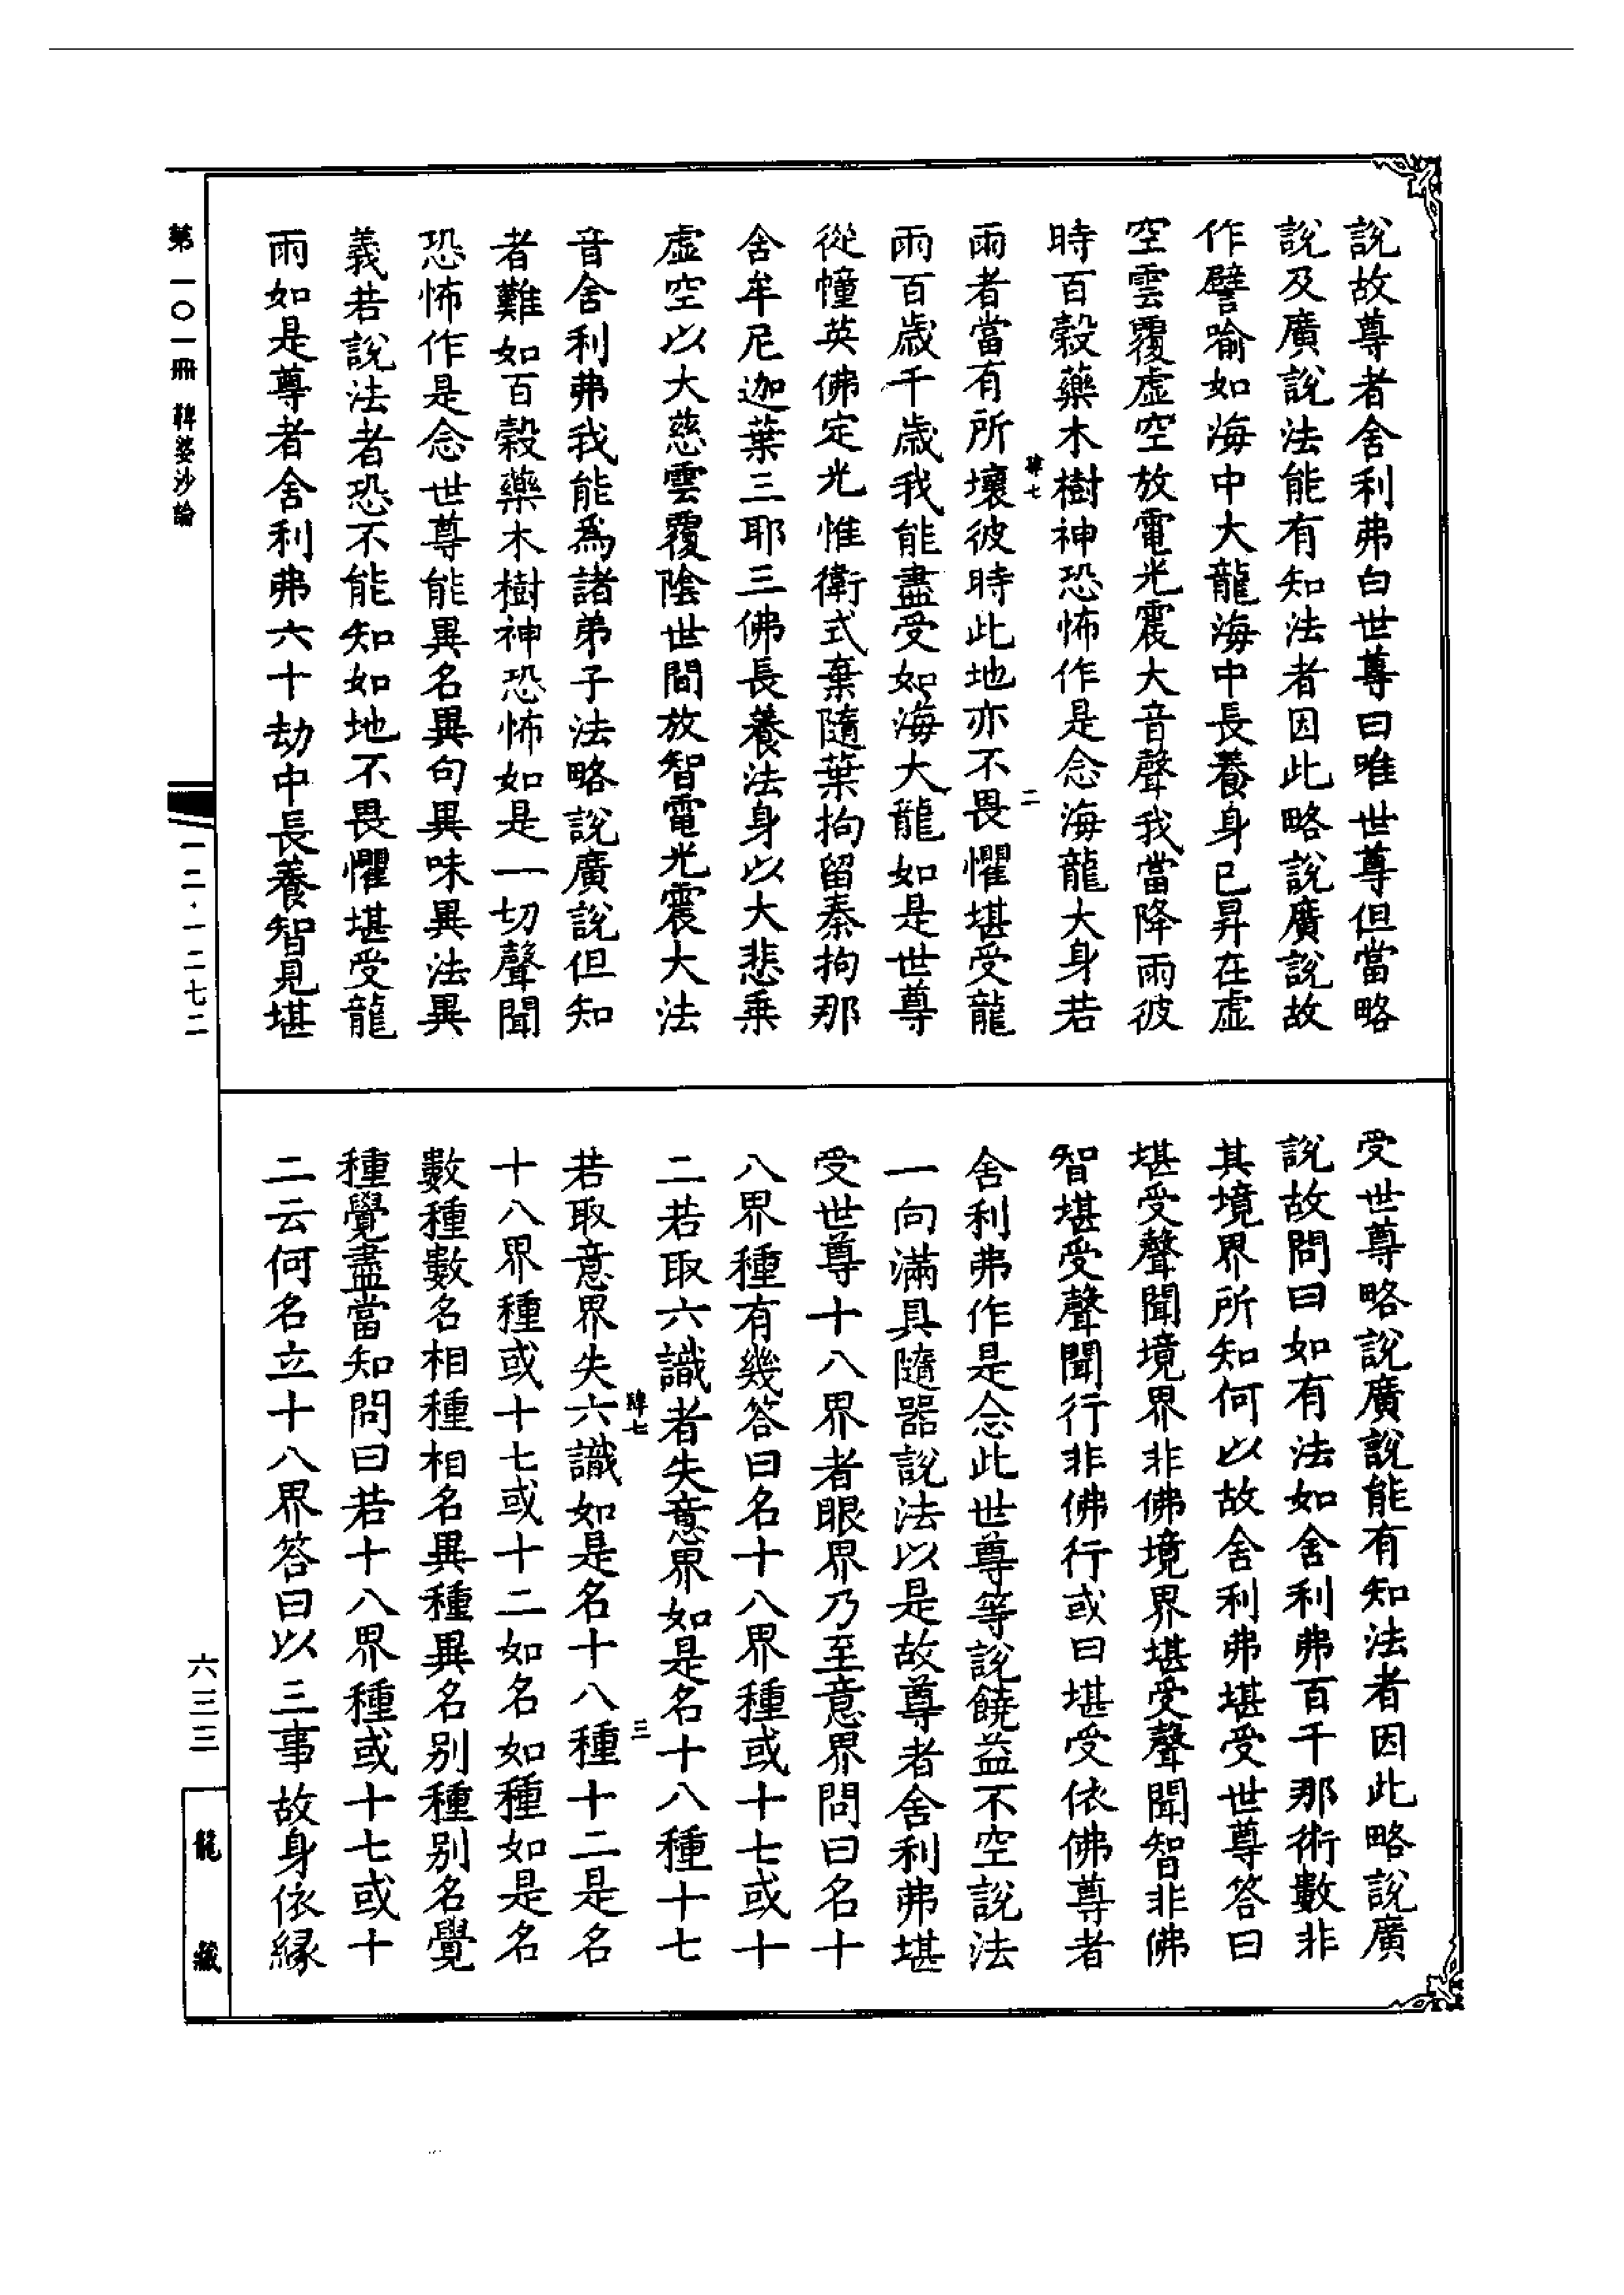 說故尊者舍利弗白世尊曰唯世尊但當略
說及廣說法能有知法者因此略說廣說故
作譬喻如海中大龍海中長養身已昇在虛
空雲覆虛空放電光震大音聲我當降雨彼
時百穀藥木樹神恐怖作是念海龍大身若
雨者當有所壞彼時此地亦不畏懼堪受龍
雨百歲千歲我能盡受如海大龍如是世尊
從幢英佛定光惟衛式棄隨葉拘留秦拘那
舍牟尼迦葉三耶三佛長養法身以大悲乘
虛空以大慈雲覆陰世間放智電光震大法
音舍利弗我能為諸弟子法略說廣說但知
者難如百穀藥木樹神恐怖如是一切聲聞
恐怖作是念世尊能異名異句異味異法異
義若說法者恐不能知如地不畏懼堪受龍
雨如是尊者舍利弗六十劫中長養智見堪
受世尊略說廣說能有知法者因此略說廣
說故問曰如有法如舍利弗百千那術數非
其境界所知何以故舍利弗堪受世尊答曰
堪受聲聞境界非佛境界堪受聲聞智非佛
智堪受聲聞行非佛行或曰堪受依佛尊者
舍利弗作是念此世尊等說饒益不空說法
一向滿具隨器說法以是故尊者舍利弗堪
受世尊十八界者眼界乃至意界問曰名十
八界種有幾答曰名十八界種或十七或十
二若取六識者失意界如是名十八種十七
若取意界失六識如是名十八種十二是名
十八界種或十七或十二如名如種如是名
數種數名相種相名異種異名別種別名覺
種覺盡當知問曰若十八界種或十七或十
二云何名立十八界答曰以三事故身依緣
肆七
二
肆七
三
第一〇一冊 鞞婆沙論
一二·一二七二
六三三
龍藏